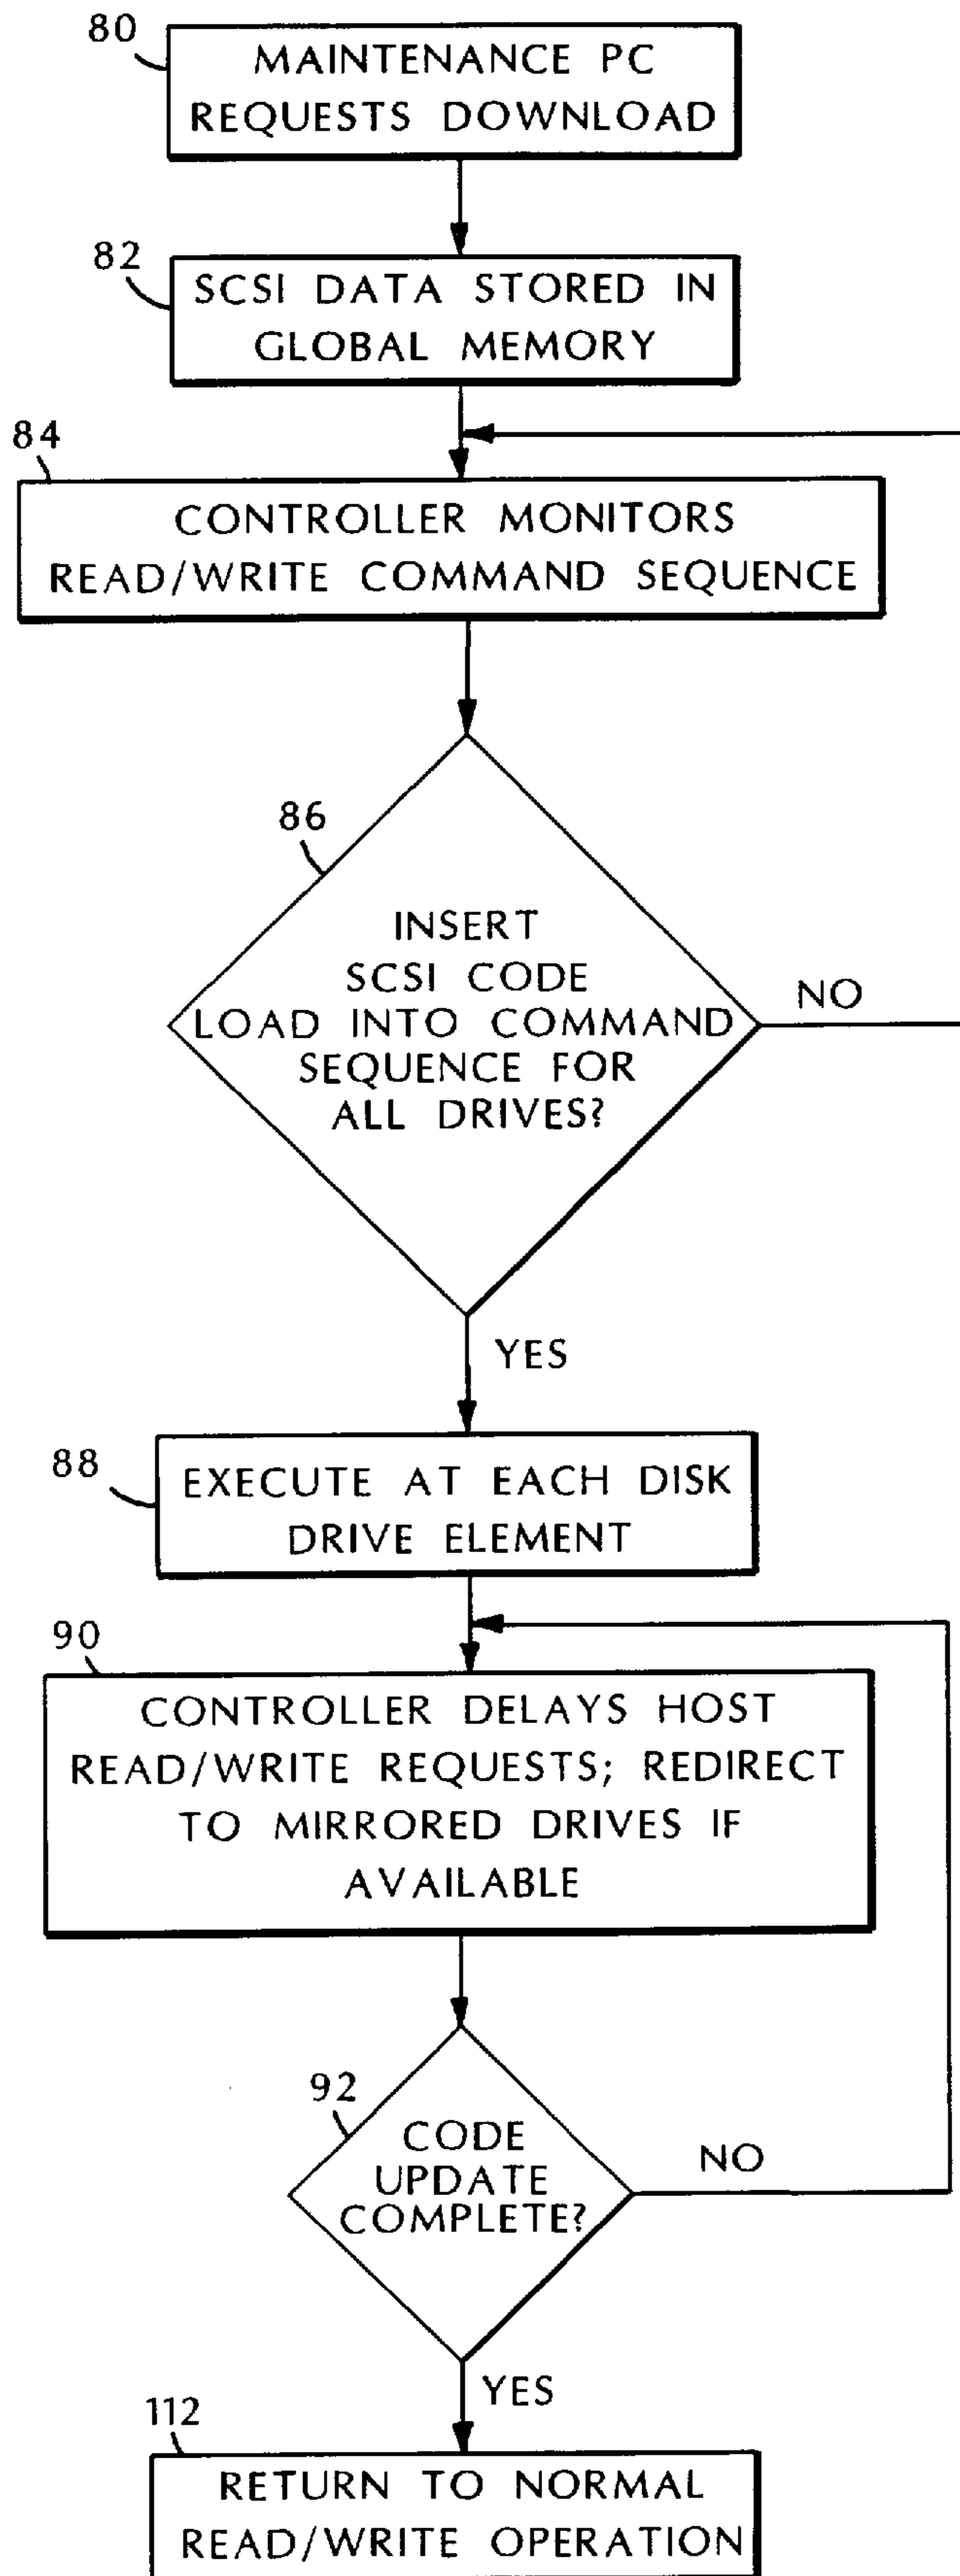 80
MAINTENANCE PC
REQUESTS DOWNLOAD
82
SCSI DATA STORED IN
GLOBAL MEMORY
84
CONTROLLER MONITORS
READ/WRITE COMMAND SEQUENCE
86
INSERT
SCSI CODE
LOAD INTO COMMAND
SEQUENCE FOR
ALL DRIVES?
NO
YES
88
EXECUTE AT EACH DISK
DRIVE ELEMENT
90
CONTROLLER DELAYS HOST
READ/WRITE REQUESTS; REDIRECT
TO MIRRORED DRIVES IF
AVAILABLE
92
CODE
UPDATE
COMPLETE?
NO
YES
112
RETURN TO NORMAL
READ/WRITE OPERATION